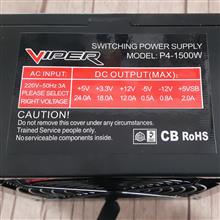 VIPER
SWITCHING POWER SUPPLY
MODEL: P4-1500W
AC INPUT: DC OUTPUT(MAX):
220V~50Hz 3A +5V +3.3V +12V -5V -12V +5VSB
PLEASE SELECT 24.0A 18.0A 12.0A 0.5A 0.8A 2.0A
RIGHT VOLTAGE
CAUTION!
Do not remove this cover under any circumstances.
Trained Service people only.
No serviceable components inside.
CB RoHS